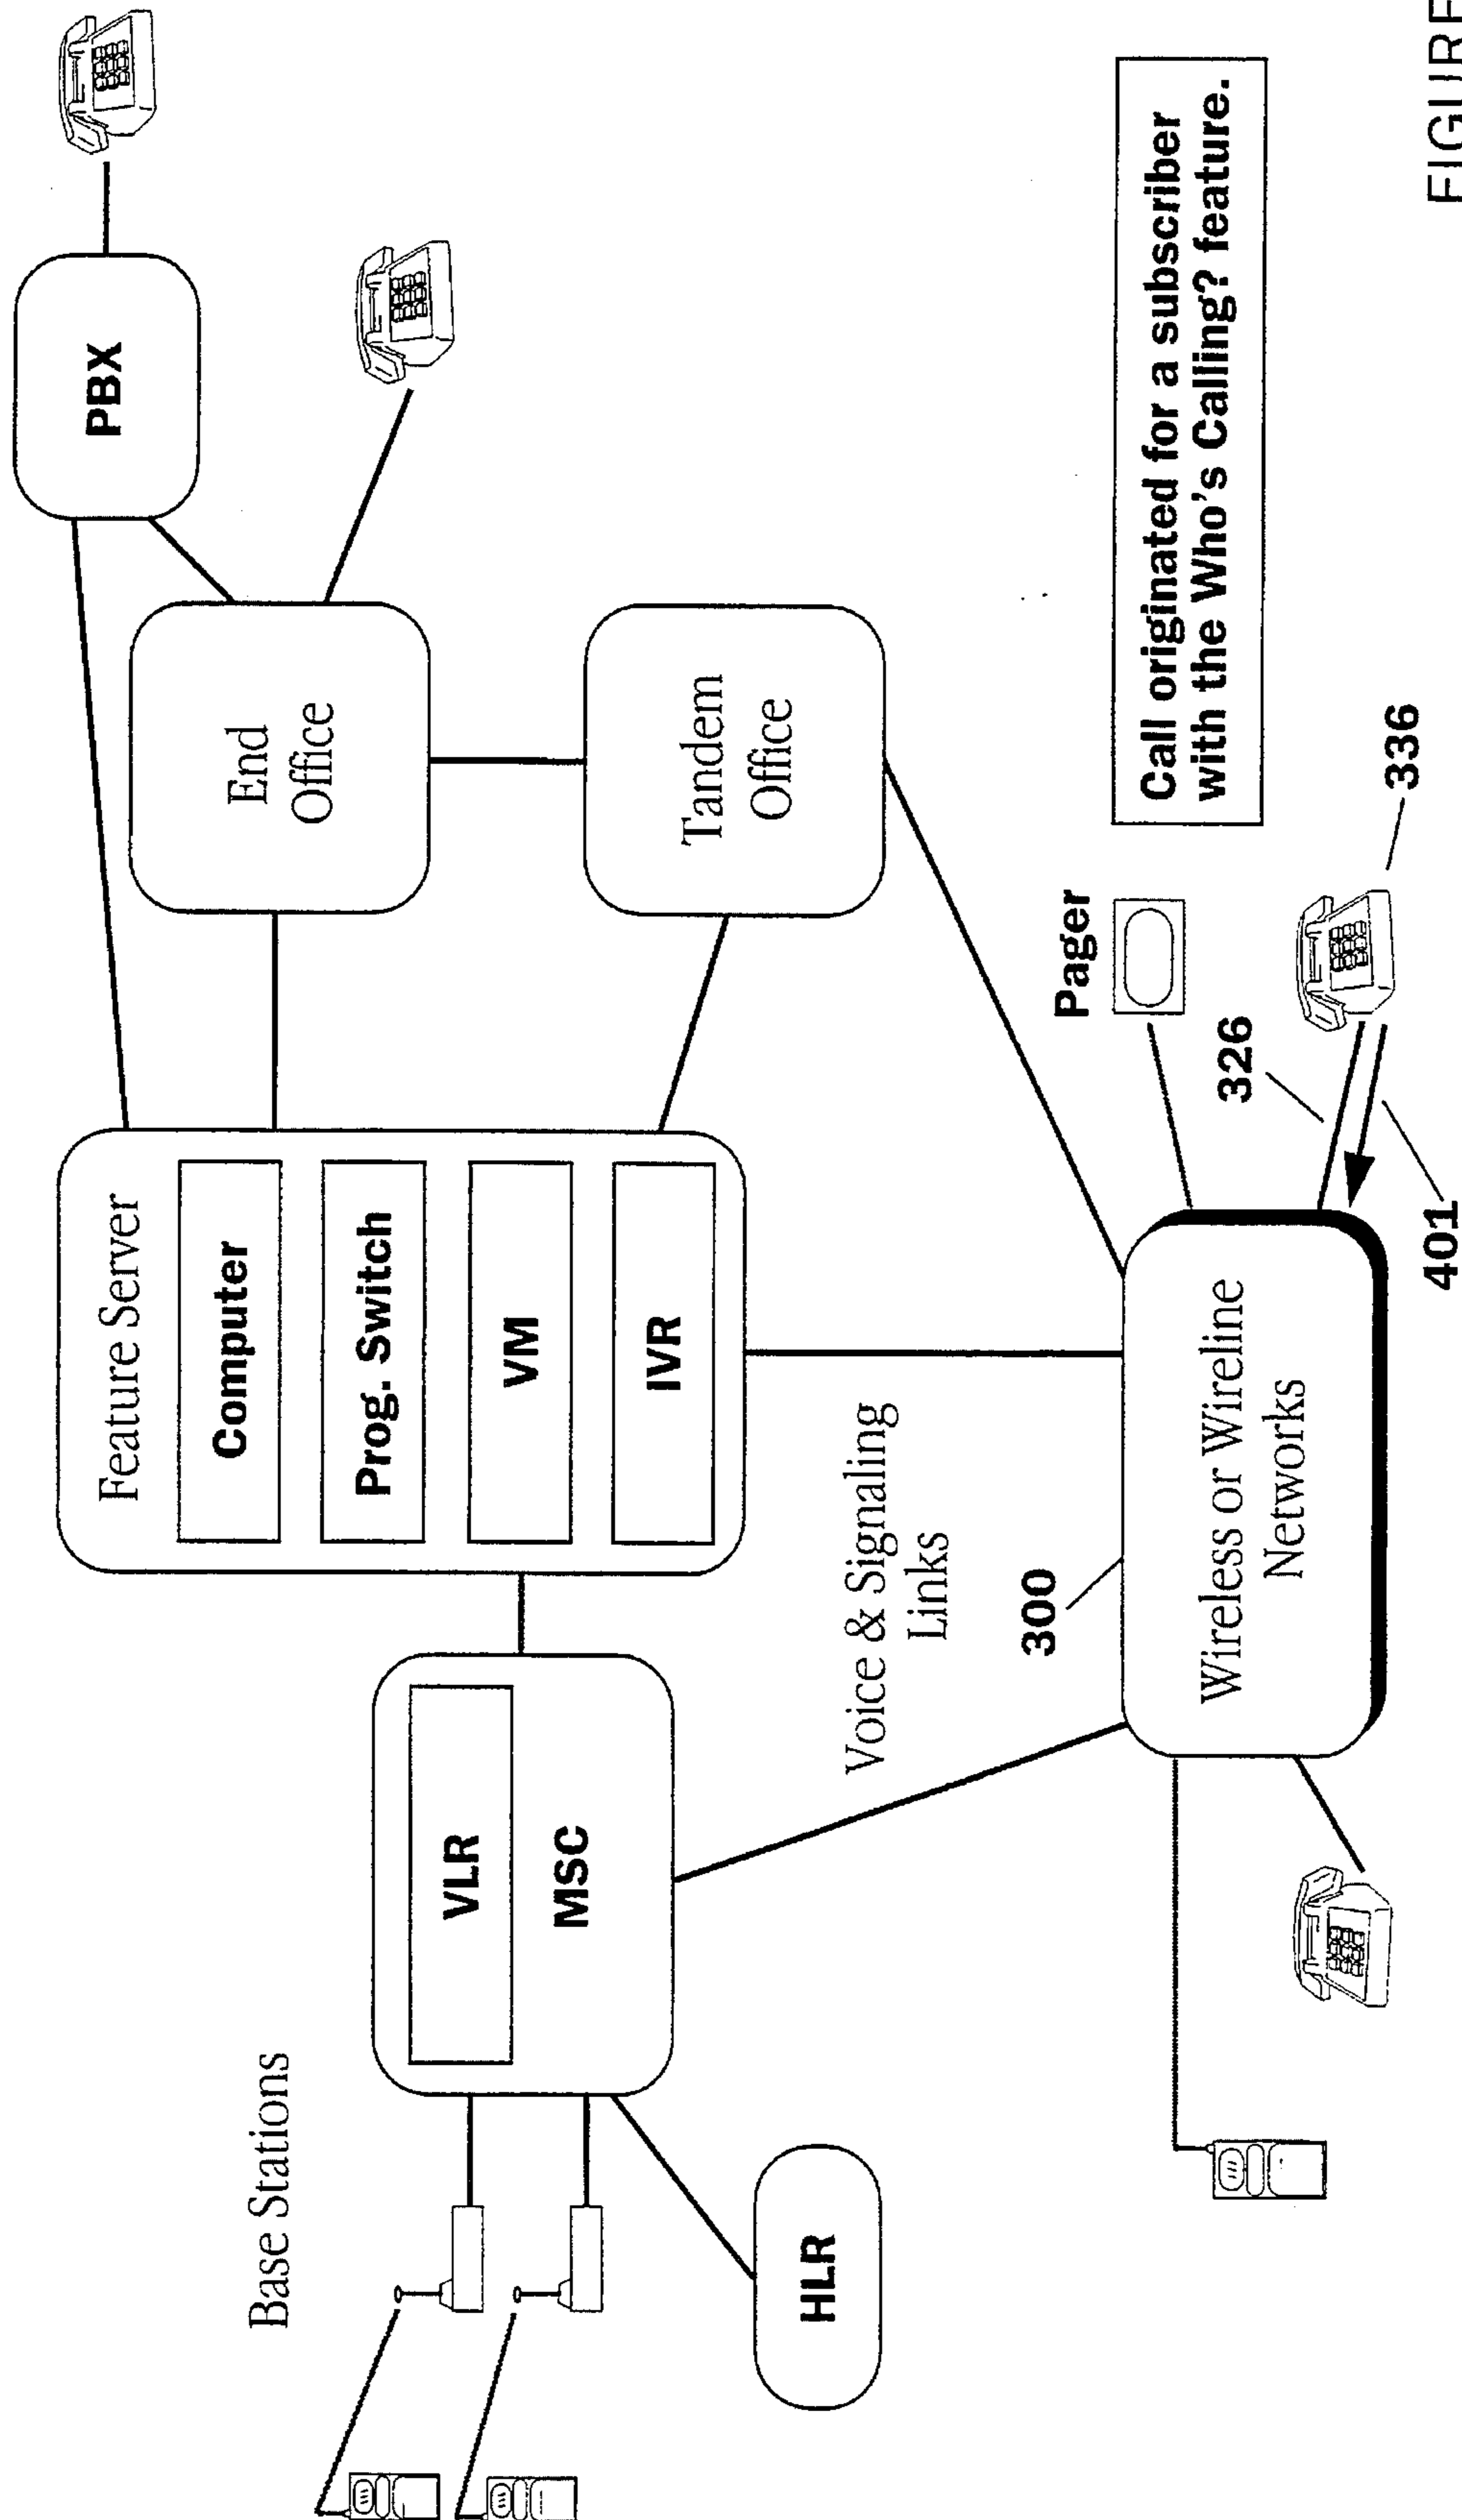 Base Stations
HLR
VLR
MSC
Feature Server
Computer
Prog. Switch
VM
IVR
PBX
End
Office
Tandem
Office
Voice & Signaling
Links
300
Wireless or Wireline
Networks
Pager
326
401
336
Call originated for a subscriber
with the Who's Calling? feature.
FIGURE